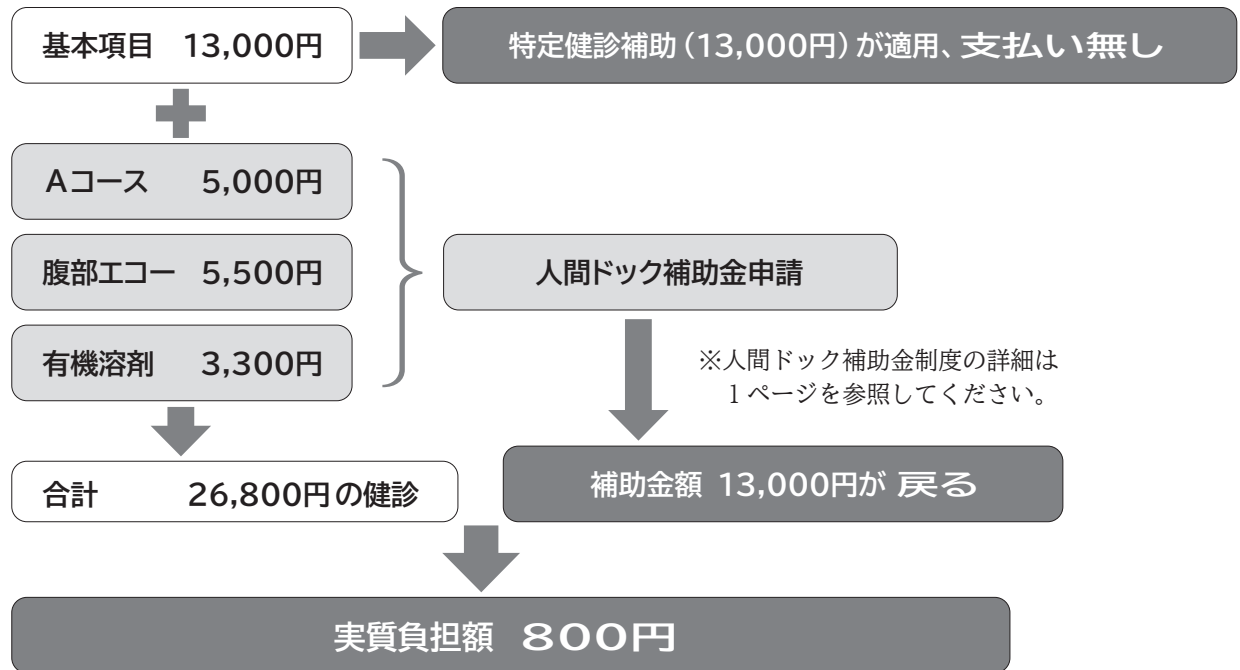 基本項目 13,000円
特定健診補助（13,000円）が適用、支払い無し
Aコース 5,000円
腹部エコー 5,500円
有機溶剤 3,300円
人間ドック補助金申請
※人間ドック補助金制度の詳細は
1ページを参照してください。
合計 26,800円の健診
補助金額 13,000円が 戻る
実質負担額 800円